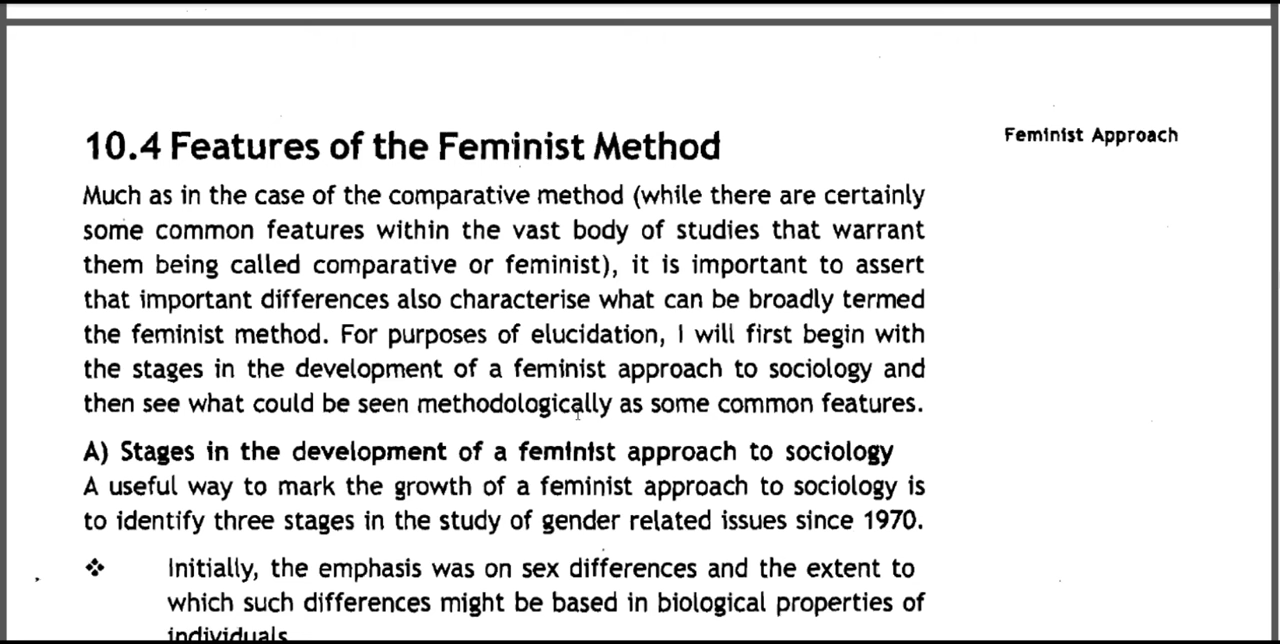 10.4 Features of the Feminist Method
Feminist Approach
Much as in the case of the comparative method (while there are certainly
some common features within the vast body of studies that warrant
them being called comparative or feminist), it is important to assert
that important differences also characterise what can be broadly termed
the feminist method. For purposes of elucidation, I will first begin with
the stages in the development of a feminist approach to sociology and
then see what could be seen methodologically as some common features.
A) Stages in the development of a feminist approach to sociology
A useful way to mark the growth of a feminist approach to sociology is
to identify three stages in the study of gender related issues since 1970.
❖ Initially, the emphasis was on sex differences and the extent to
which such differences might be based in biological properties of
individuals